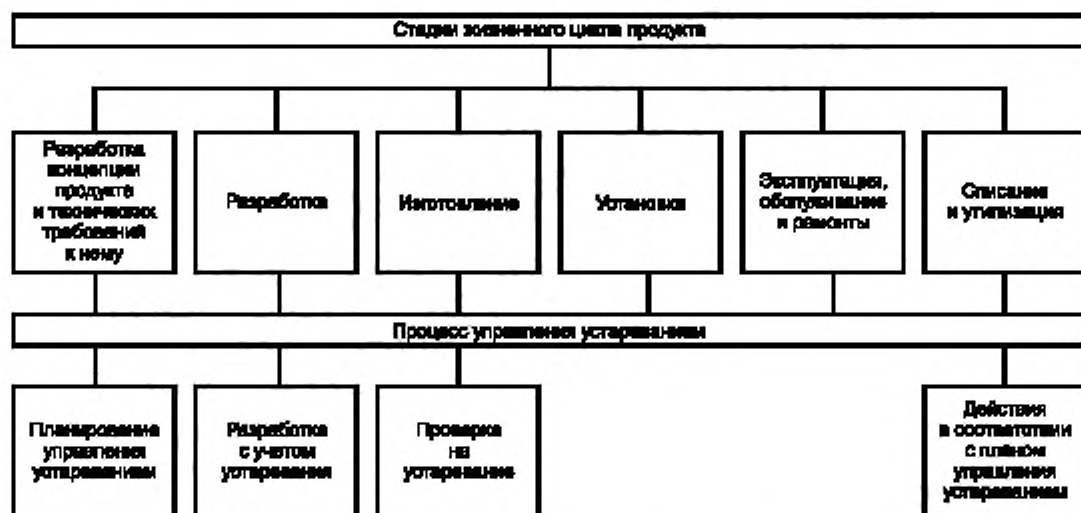 Стадии жизненного цикла продукта
Разработка
концепции
продукта
и технических
требований
к нему
Разработка
Изготовление
Установка
Эксплуатация,
обслуживание
и ремонты
Списание
и утилизация
Процесс управления устареванием
Планирование
управления
устареванием
Разработка
с учетом
устаревания
Проверка
на
устаревание
Действия
в соответствии
с планом
управления
устареванием